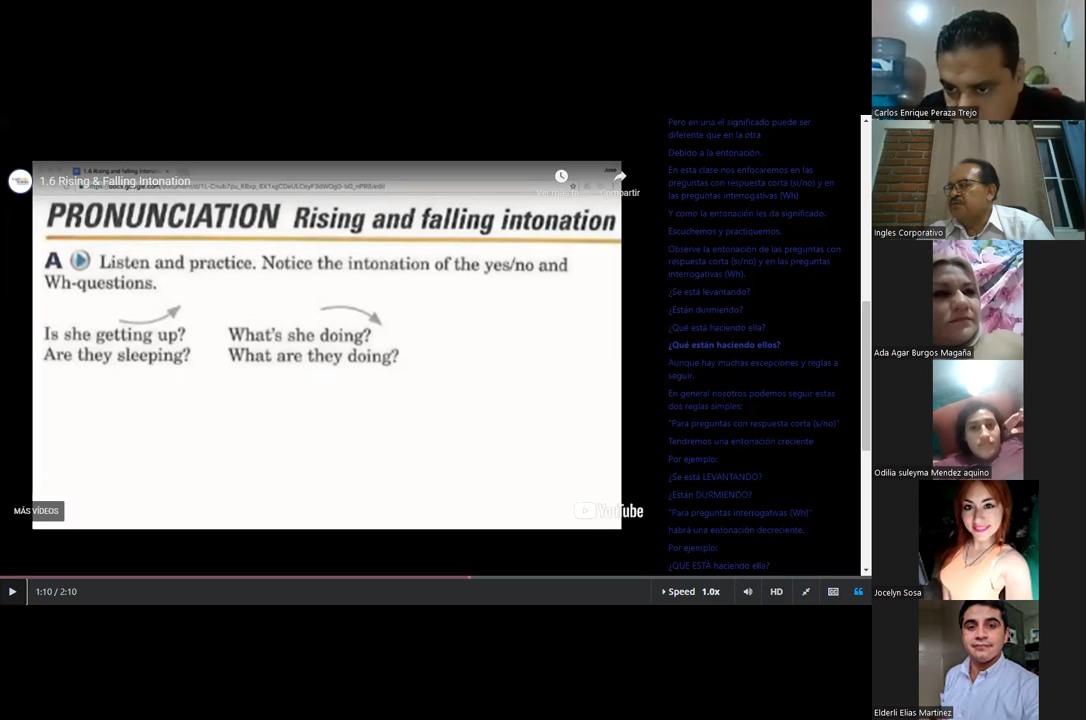 1.6 Rising & Falling Intonation
Ver más ta
Compartir
PRONUNCIATION Rising and falling intonation
A Listen and practice. Notice the intonation of the yes/no and
Wh-questions.
Is she getting up?
Are they sleeping?
What's she doing?
What are they doing?
MÁS VÍDEOS
YouTube
1:10 / 2:10
Speed 1.0x
HD
Pero en una el significado puede ser
diferente que en la otra
Debido a la entonación.
En esta clase nos enfocaremos en las
preguntas con respuesta corta (si/no) y en
las preguntas interrogativas (Wh)
Y como la entonación les da significado.
Escuchemos y practiquemos.
Observe la entonación de las preguntas con
respuesta corta (si/no) y en las preguntas
interrogativas (Wh).
¿Se está levantando?
¿Están durmiendo?
¿Qué está haciendo ella?
¿Qué están haciendo ellos?
Aunque hay muchas excepciones y reglas a
seguir.
En general nosotros podemos seguir estas
dos reglas simples:
"Para preguntas con respuesta corta (s/no)"
Tendremos una entonación creciente
Por ejemplo:
¿Se está LEVANTANDO?
¿Están DURMIENDO?
"Para preguntas interrogativas (Wh)"
habrá una entonación decreciente.
Por ejemplo:
¿QUE ESTÁ haciendo ella?
Carlos Enrique Peraza Trejo
Ingles Corporativo
Ada Agar Burgos Magaña
Odilia suleyma Mendez aquino
Jocelyn Sosa
Elderli Elias Martinez